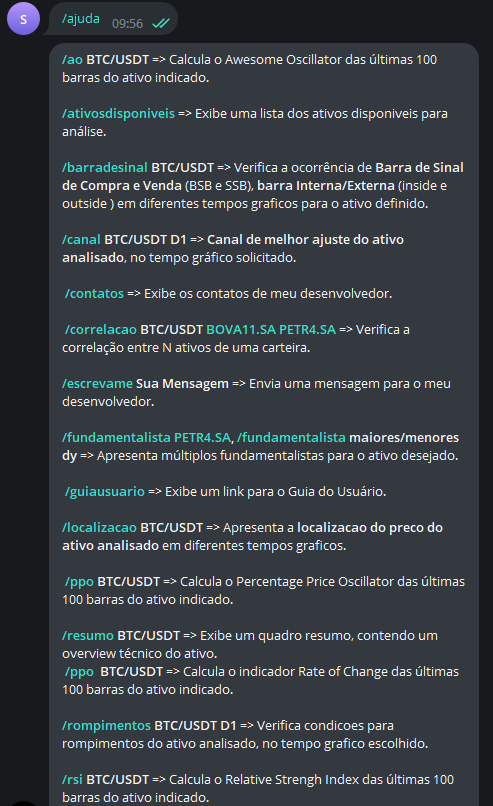 S
/ajuda
09:56
/ao BTC/USDT => Calcula o Awesome Oscillator das últimas 100
barras do ativo indicado.
/ativosdisponiveis => Exibe uma lista dos ativos disponiveis para
análise.
/barradesinal BTC/USDT => Verifica a ocorrência de Barra de Sinal
de Compra e Venda (BSB e SSB), barra Interna/Externa (inside e
outside ) em diferentes tempos graficos para o ativo definido.
/canal BTC/USDT D1 => Canal de melhor ajuste do ativo
analisado, no tempo gráfico solicitado.
/contatos => Exibe os contatos de meu desenvolvedor.
/correlacao BTC/USDT BOVA11.SA PETR4.SA => Verifica a
correlação entre N ativos de uma carteira.
/escrevame Sua Mensagem => Envia uma mensagem para o meu
desenvolvedor.
/fundamentalista PETR4.SA, /fundamentalista maiores/menores
dy => Apresenta múltiplos fundamentalistas para o ativo desejado.
/guiausuario => Exibe um link para o Guia do Usuário.
/localizacao BTC/USDT => Apresenta a localizacao do preco do
ativo analisado em diferentes tempos graficos.
/ppo BTC/USDT => Calcula o Percentage Price Oscillator das últimas
100 barras do ativo indicado.
/resumo BTC/USDT => Exibe um quadro resumo, contendo um
overview técnico do ativo.
/ppo BTC/USDT => Calcula o indicador Rate of Change das últimas
100 barras do ativo indicado.
/rompimentos BTC/USDT D1 => Verifica condicoes para
rompimentos do ativo analisado, no tempo grafico escolhido.
/rsi BTC/USDT => Calcula o Relative Strengh Index das últimas 100
barras do ativo indicado.